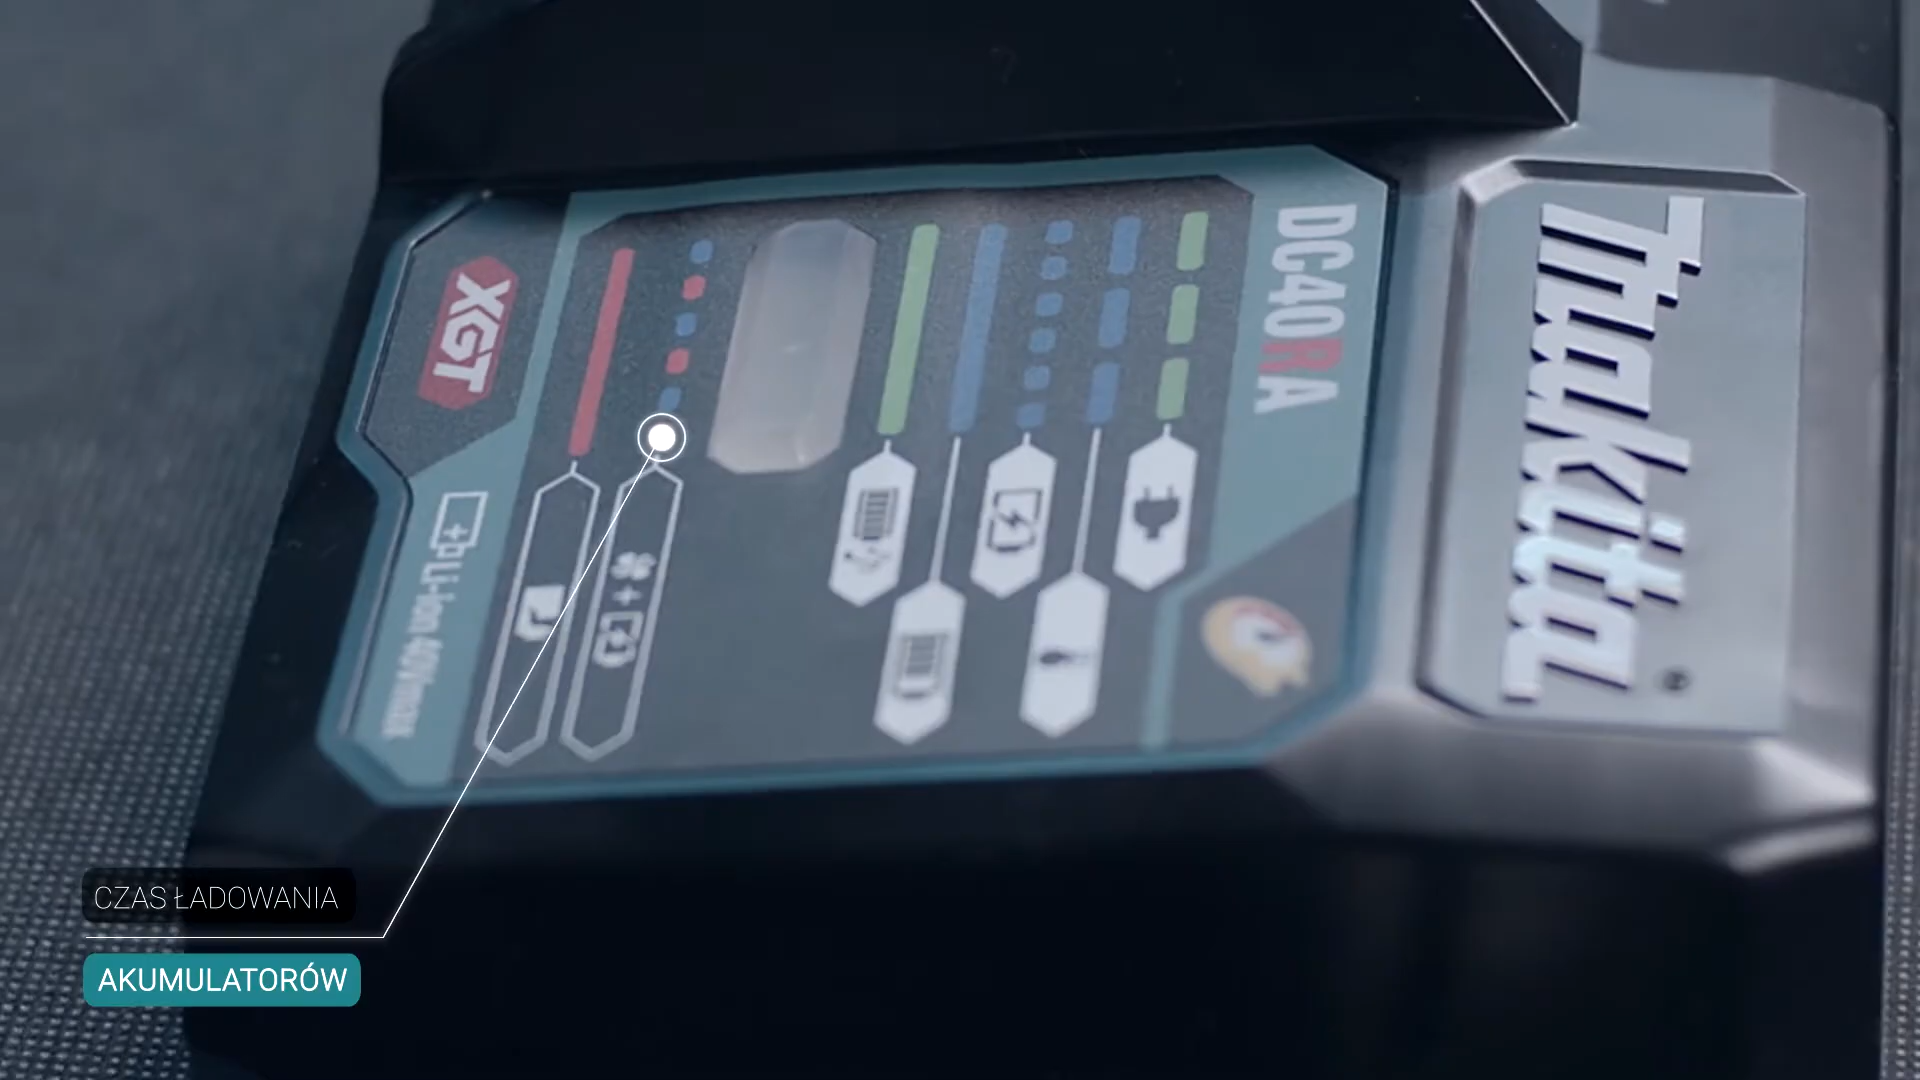 XGT
Li-ion 40Vmax
DC40RA
makita
CZAS ŁADOWANIA
AKUMULATORÓW